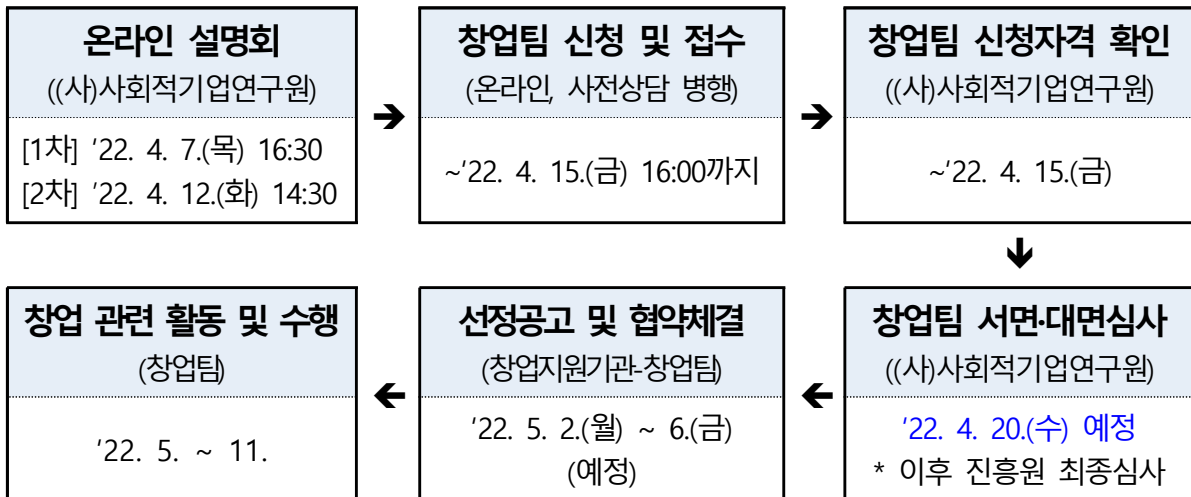 온라인 설명회
((사)사회적기업연구원)
[1차] '22. 4. 7.(목) 16:30
[2차] '22. 4. 12.(화) 14:30
창업팀 신청 및 접수
(온라인, 사전상담 병행)
~'22. 4. 15.(금) 16:00까지
창업팀 신청자격 확인
((사)사회적기업연구원)
~'22. 4. 15.(금)
창업팀 서면·대면심사
((사)사회적기업연구원)
'22. 4. 20.(수) 예정
* 이후 진흥원 최종심사
선정공고 및 협약체결
(창업지원기관-창업팀)
'22. 5. 2.(월) ~ 6.(금)
(예정)
창업 관련 활동 및 수행
(창업팀)
'22. 5. ~ 11.